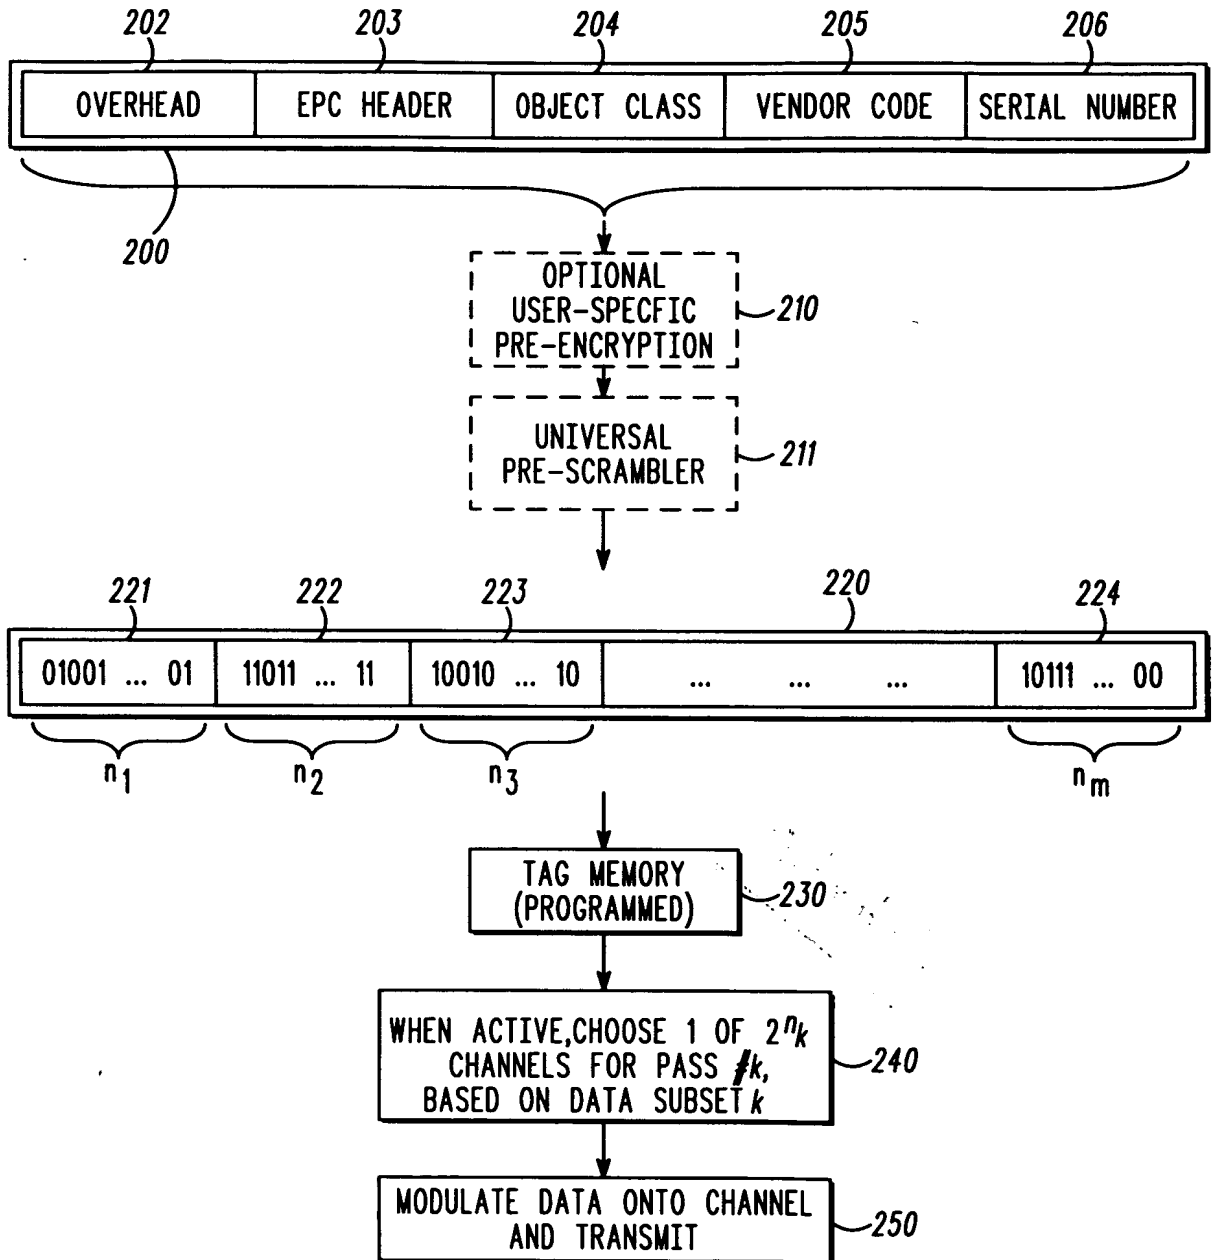 202 203 204 205 206
OVERHEAD EPC HEADER OBJECT CLASS VENDOR CODE SERIAL NUMBER
200
OPTIONAL
USER-SPECFIC
PRE-ENCRYPTION
210
UNIVERSAL
PRE-SCRAMBLER
211
221 222 223 220 224
01001 ... 01 11011 ... 11 10010 ... 10 ... ... ... 10111 ... 00
n1 n2 n3 nm
TAG MEMORY
(PROGRAMMED)
230
WHEN ACTIVE,CHOOSE 1 OF 2^nk
CHANNELS FOR PASS #k,
BASED ON DATA SUBSET k
240
MODULATE DATA ONTO CHANNEL
AND TRANSMIT
250